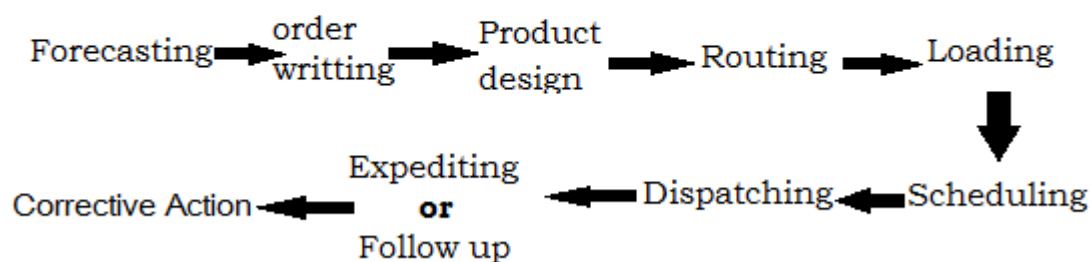 Forecasting
order
writting
Product
design
Routing
Loading
Scheduling
Dispatching
Expediting
or
Follow up
Corrective Action